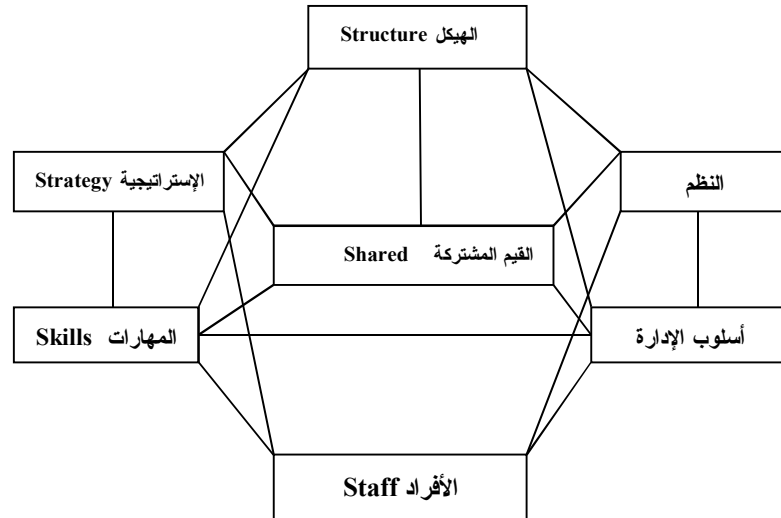 الهيكل Structure
الإستراتيجية Strategy
النظم
القيم المشتركة Shared
المهارات Skills
أسلوب الإدارة
الأفراد Staff